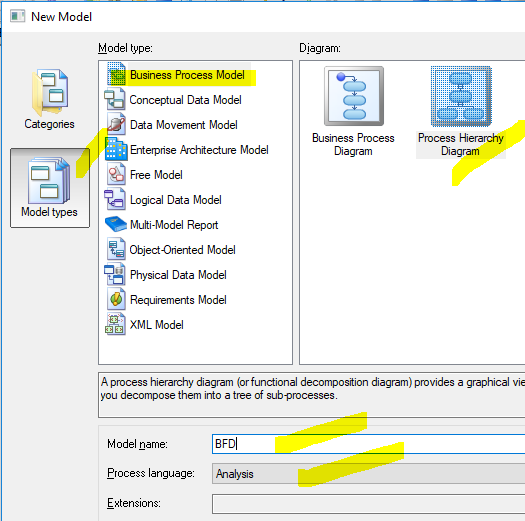 New Model
Model type:
Diagram:
Categories
Model types
Business Process Model
Conceptual Data Model
Data Movement Model
Enterprise Architecture Model
Free Model
Logical Data Model
Multi-Model Report
Object-Oriented Model
Physical Data Model
Requirements Model
XML Model
Business Process
Diagram
Process Hierarchy
Diagram
A process hierarchy diagram (or functional decomposition diagram) provides a graphical vie
you decompose them into a tree of sub-processes.
Model name: BFD
Process language: Analysis
Extensions: